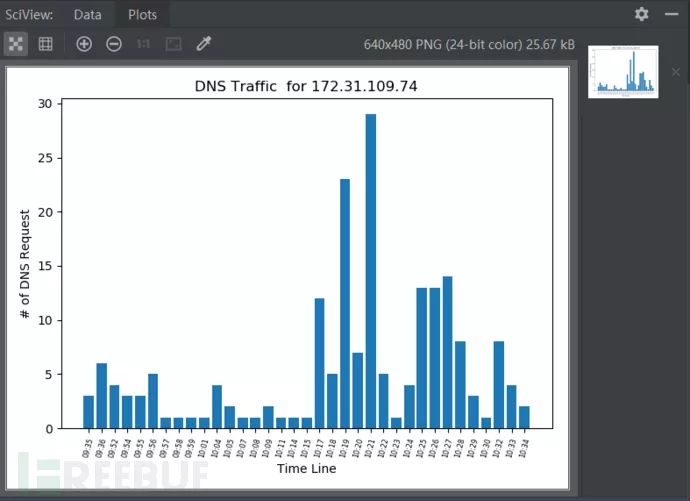 SciView: Data Plots
1:1 640x480 PNG (24-bit color) 25.67 kB
DNS Traffic for 172.31.109.74
# of DNS Request
30
25
20
15
10
5
0
09:35 09:36 09:52 09:54 09:55 09:56 09:57 09:58 09:59 10:01 10:04 10:05 10:07 10:08 10:09 10:11 10:14 10:15 10:17 10:18 10:19 10:20 10:21 10:22 10:23 10:24 10:25 10:26 10:27 10:28 10:29 10:30 10:32 10:33 10:34
Time Line
FREEBUF